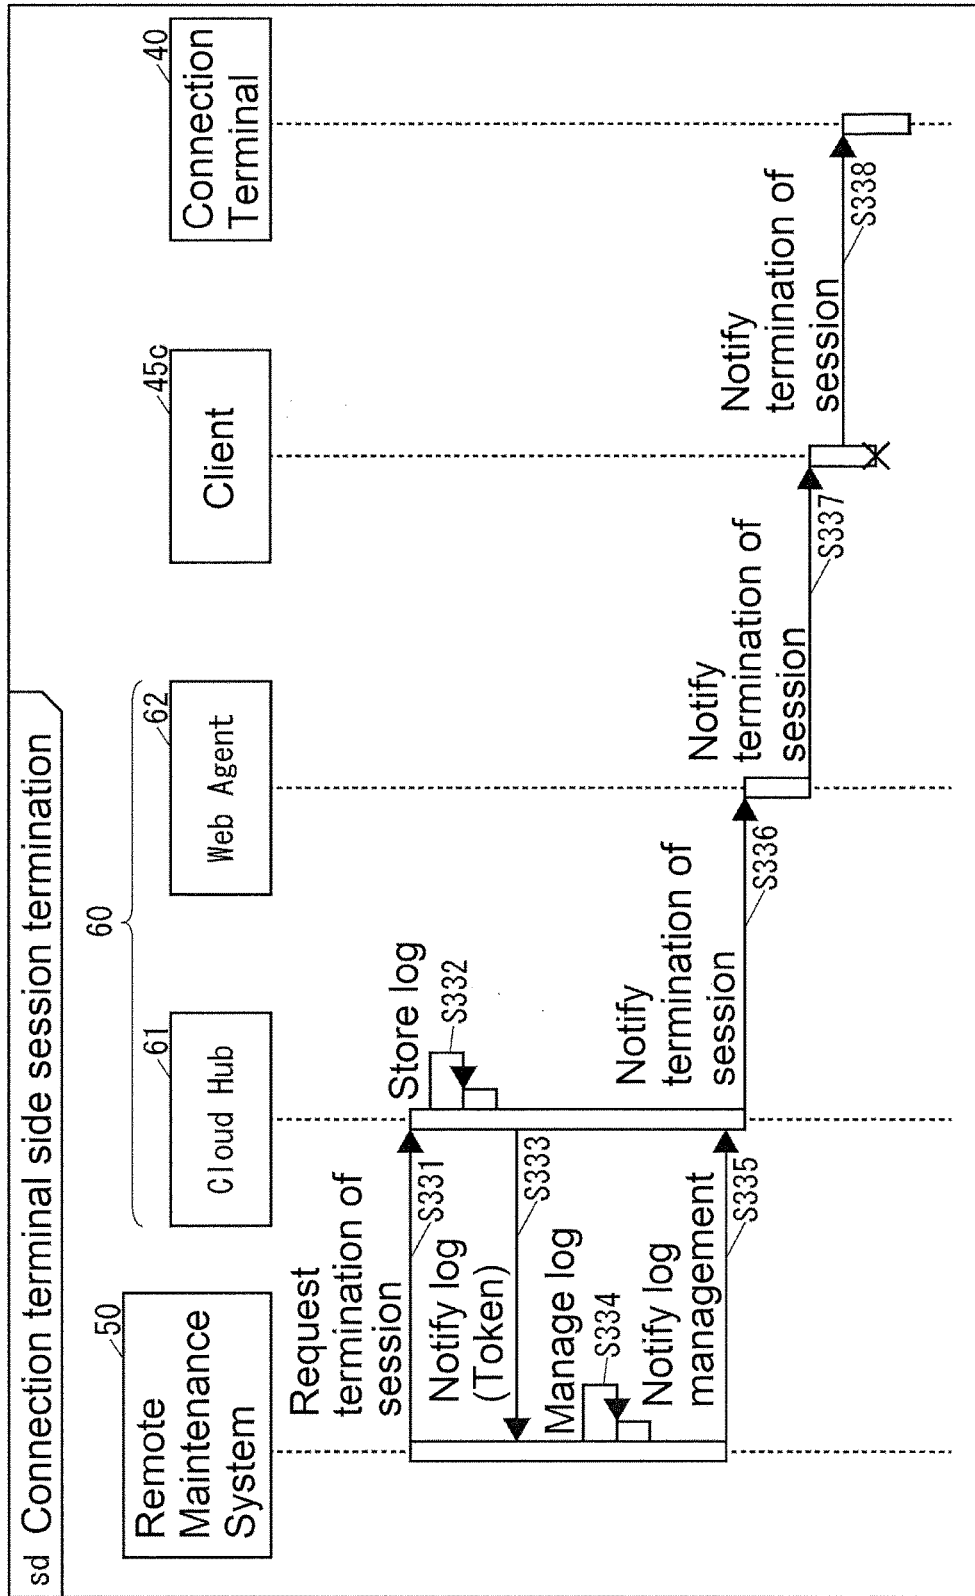 sd Connection terminal side session termination
60
50
Remote
Maintenance
System
61
Cloud Hub
62
Web Agent
45c
Client
40
Connection
Terminal
Request
termination of
session
S331
Store log
S332
Notify log
(Token)
S333
Manage log
S334
Notify log
management
S335
Notify
termination of
session
S336
Notify
termination of
session
S337
Notify
termination of
session
S338